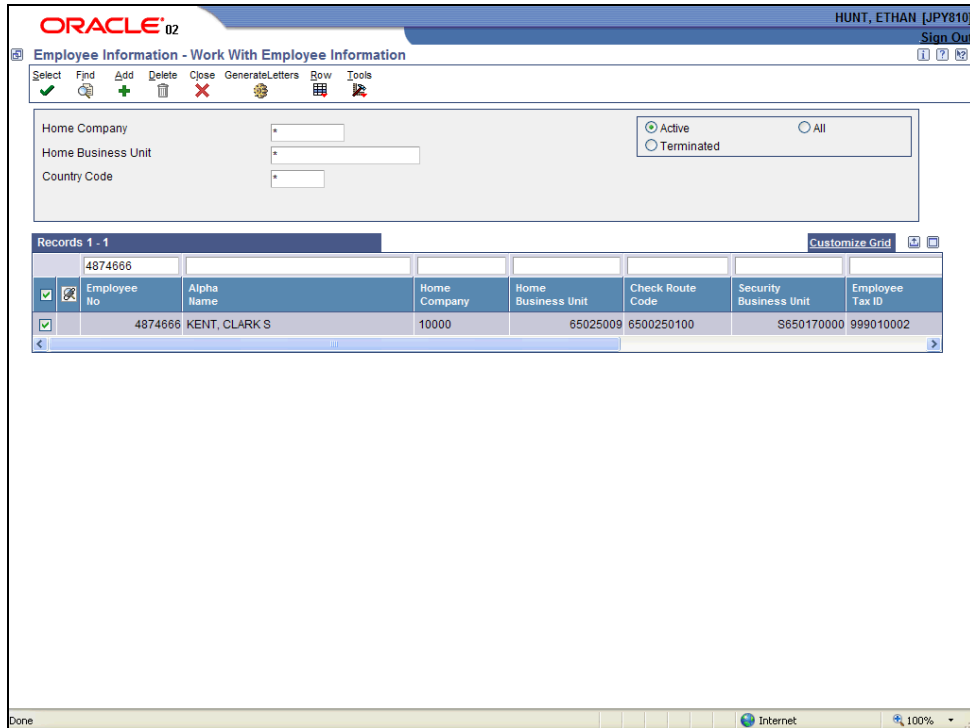 ORACLE 02
HUNT, ETHAN [JPY810]
Sign Out
Employee Information - Work With Employee Information
Select Find Add Delete Close GenerateLetters Row Tools
Home Company *
Active All
Home Business Unit *
Terminated
Country Code *
Records 1 - 1
Customize Grid
4874666
Employee No Alpha Name Home Company Home Business Unit Check Route Code Security Business Unit Employee Tax ID
4874666 KENT, CLARK S 10000 65025009 6500250100 S650170000 999010002
Done Internet 100%